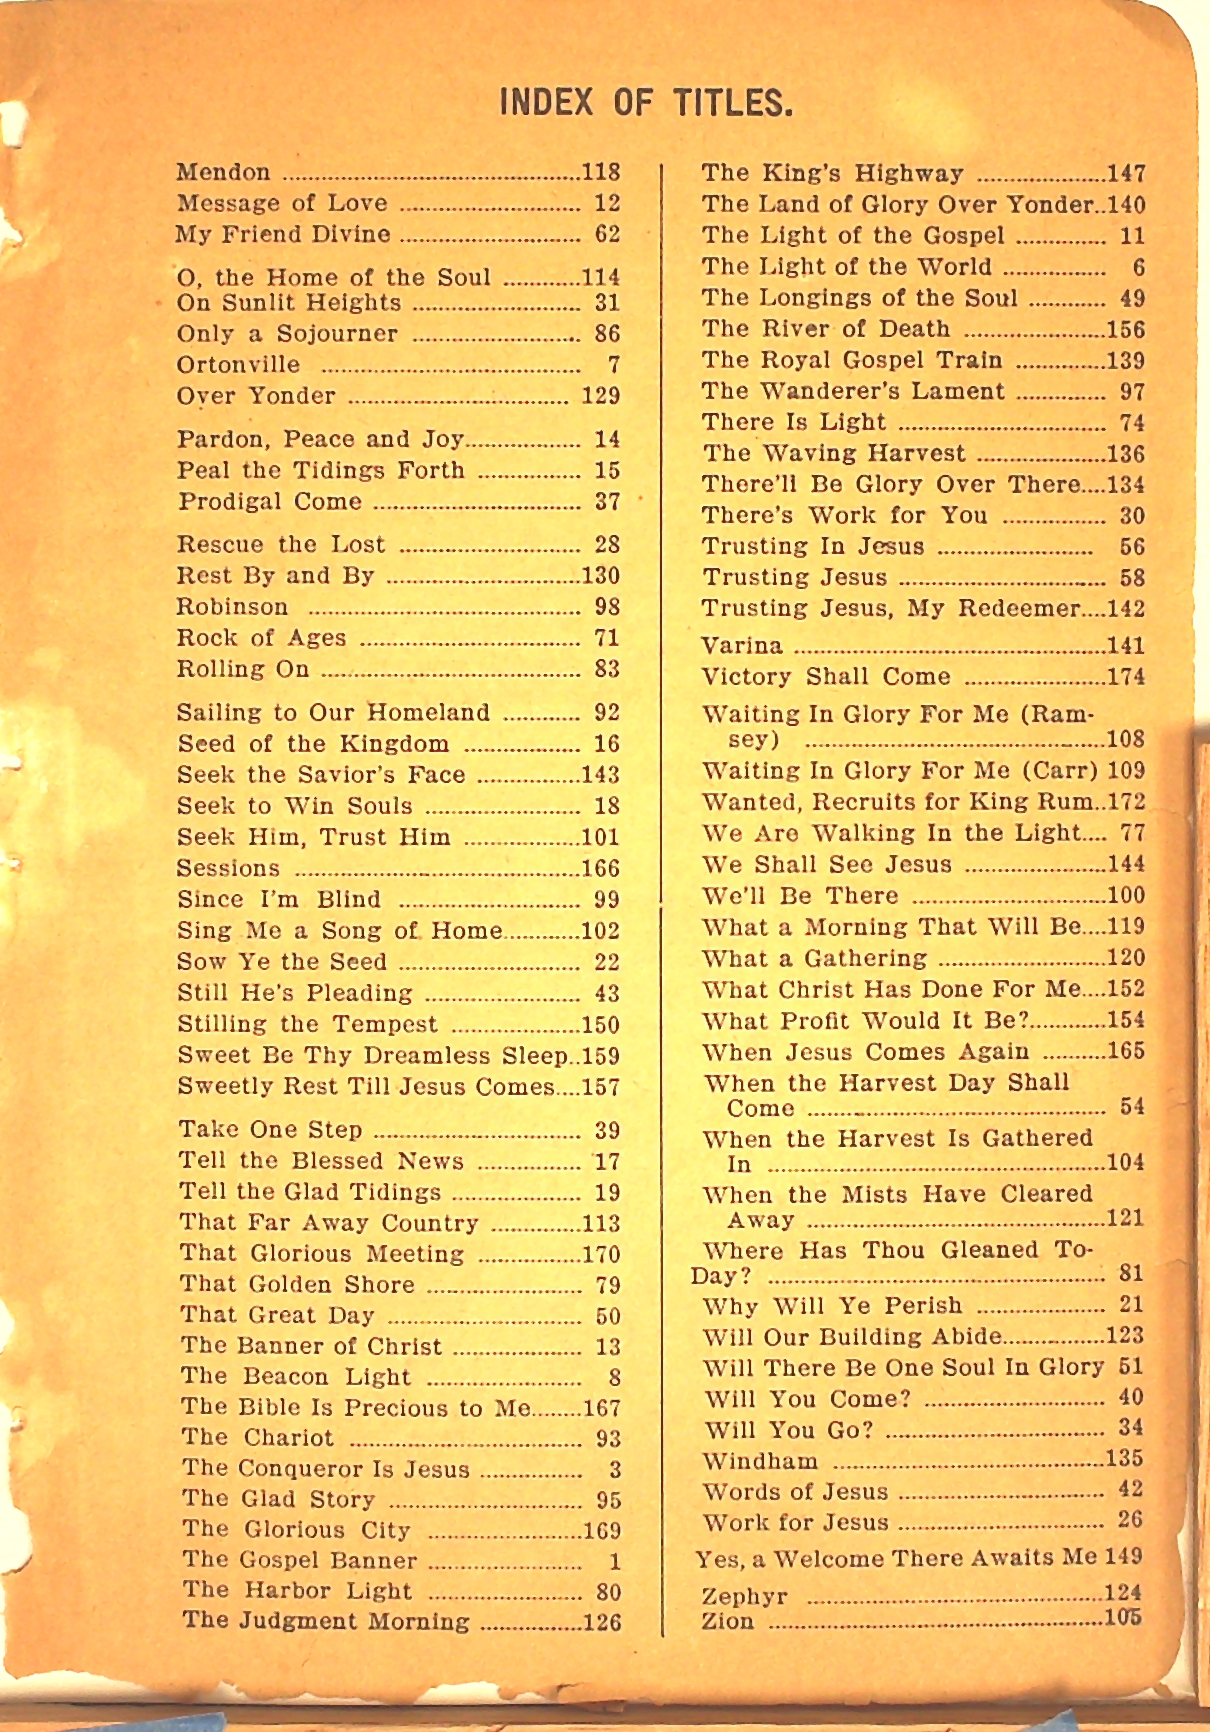 INDEX OF TITLES.
Mendon ..............................................118
Message of Love ............................ 12
My Friend Divine ............................ 62
O, the Home of the Soul ............114
On Sunlit Heights .......................... 31
Only a Sojourner .......................... 86
Ortonville ........................................ 7
Over Yonder .................................. 129
Pardon, Peace and Joy.................. 14
Peal the Tidings Forth ................ 15
Prodigal Come ................................ 37
Rescue the Lost ............................ 28
Rest By and By ..............................130
Robinson .......................................... 98
Rock of Ages .................................. 71
Rolling On ........................................ 83
Sailing to Our Homeland ............ 92
Seed of the Kingdom .................. 16
Seek the Savior's Face ................143
Seek to Win Souls ........................ 18
Seek Him, Trust Him ..................101
Sessions ............................................166
Since I'm Blind ............................ 99
Sing Me a Song of Home............102
Sow Ye the Seed ............................ 22
Still He's Pleading ........................ 43
Stilling the Tempest ....................150
Sweet Be Thy Dreamless Sleep..159
Sweetly Rest Till Jesus Comes....157
Take One Step ................................ 39
Tell the Blessed News ................ 17
Tell the Glad Tidings .................... 19
That Far Away Country ..............113
That Glorious Meeting ................170
That Golden Shore ........................ 79
That Great Day .............................. 50
The Banner of Christ .................... 13
The Beacon Light ........................ 8
The Bible Is Precious to Me........167
The Chariot .................................... 93
The Conqueror Is Jesus ................ 3
The Glad Story .............................. 95
The Glorious City ........................169
The Gospel Banner ........................ 1
The Harbor Light .......................... 80
The Judgment Morning ................126
The King's Highway ....................147
The Land of Glory Over Yonder..140
The Light of the Gospel .............. 11
The Light of the World ................ 6
The Longings of the Soul ............ 49
The River of Death ......................156
The Royal Gospel Train ..............139
The Wanderer's Lament .............. 97
There Is Light ................................ 74
The Waving Harvest ....................136
There'll Be Glory Over There....134
There's Work for You ................ 30
Trusting In Jesus ........................ 56
Trusting Jesus ................................ 58
Trusting Jesus, My Redeemer....142
Varina ................................................141
Victory Shall Come ......................174
Waiting In Glory For Me (Ram-
sey) ..............................................108
Waiting In Glory For Me (Carr) 109
Wanted, Recruits for King Rum..172
We Are Walking In the Light.... 77
We Shall See Jesus ......................144
We'll Be There ..............................100
What a Morning That Will Be....119
What a Gathering ..........................120
What Christ Has Done For Me....152
What Profit Would It Be?............154
When Jesus Comes Again ..........165
When the Harvest Day Shall
Come .............................................. 54
When the Harvest Is Gathered
In ....................................................104
When the Mists Have Cleared
Away ..............................................121
Where Has Thou Gleaned To-
Day? .................................................... 81
Why Will Ye Perish .................... 21
Will Our Building Abide................123
Will There Be One Soul In Glory 51
Will You Come? ............................ 40
Will You Go? .................................. 34
Windham ..........................................135
Words of Jesus ................................ 42
Work for Jesus ................................ 26
Yes, a Welcome There Awaits Me 149
Zephyr ..............................................124
Zion ....................................................105